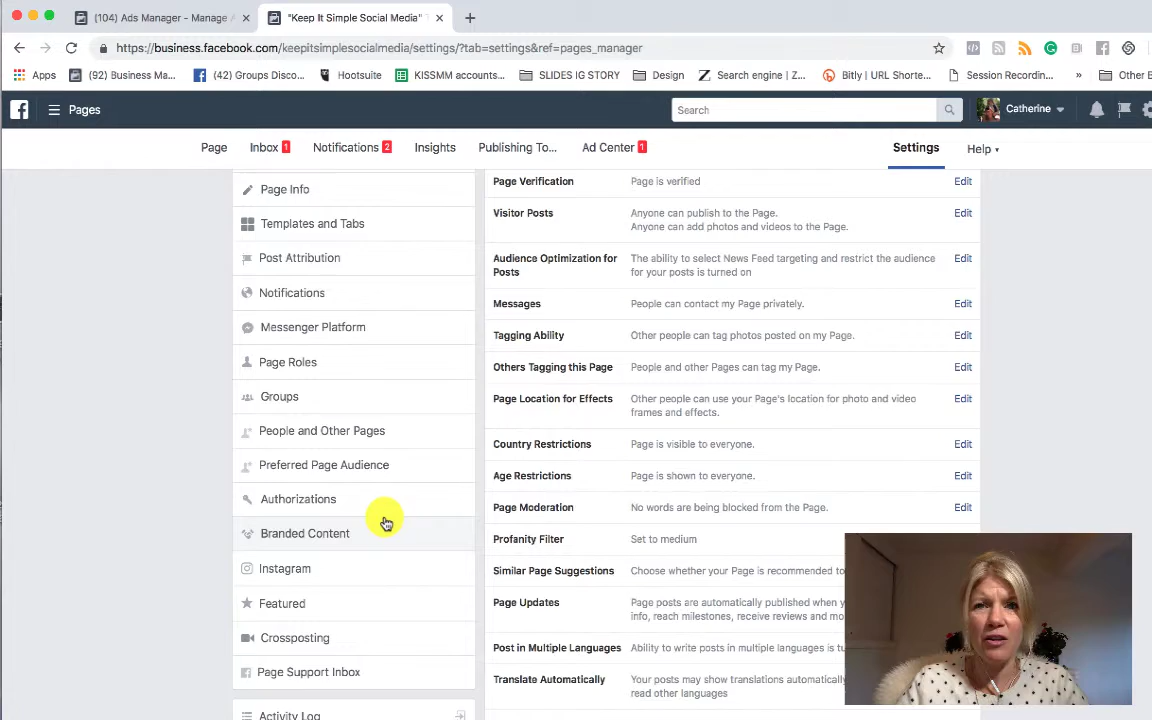 (104) Ads Manager - Manage A
"Keep It Simple Social Media" T
https://business.facebook.com/keepitsimplesocialmedia/settings/?tab=settings&ref=pages_manager
Apps
(92) Business Ma...
(42) Groups Disco...
Hootsuite
KISSMM accounts...
SLIDES IG STORY
Design
Search engine | Z...
Bitly | URL Shorte...
Session Recordin...
»
Other B
Pages
Search
Catherine
Page
Inbox 1
Notifications 2
Insights
Publishing To...
Ad Center 1
Settings
Help
Page Info
Templates and Tabs
Post Attribution
Notifications
Messenger Platform
Page Roles
Groups
People and Other Pages
Preferred Page Audience
Authorizations
Branded Content
Instagram
Featured
Crossposting
Page Support Inbox
Activity Log
Page Verification Page is verified Edit
Visitor Posts Anyone can publish to the Page. Edit
Anyone can add photos and videos to the Page.
Audience Optimization for The ability to select News Feed targeting and restrict the audience Edit
Posts for your posts is turned on
Messages People can contact my Page privately. Edit
Tagging Ability Other people can tag photos posted on my Page. Edit
Others Tagging this Page People and other Pages can tag my Page. Edit
Page Location for Effects Other people can use your Page's location for photo and video Edit
frames and effects.
Country Restrictions Page is visible to everyone. Edit
Age Restrictions Page is shown to everyone. Edit
Page Moderation No words are being blocked from the Page. Edit
Profanity Filter Set to medium
Similar Page Suggestions Choose whether your Page is recommended to
Page Updates Page posts are automatically published when y
info, reach milestones, receive reviews and mo
Post in Multiple Languages Ability to write posts in multiple languages is tu
Translate Automatically Your posts may show translations automatically
read other languages